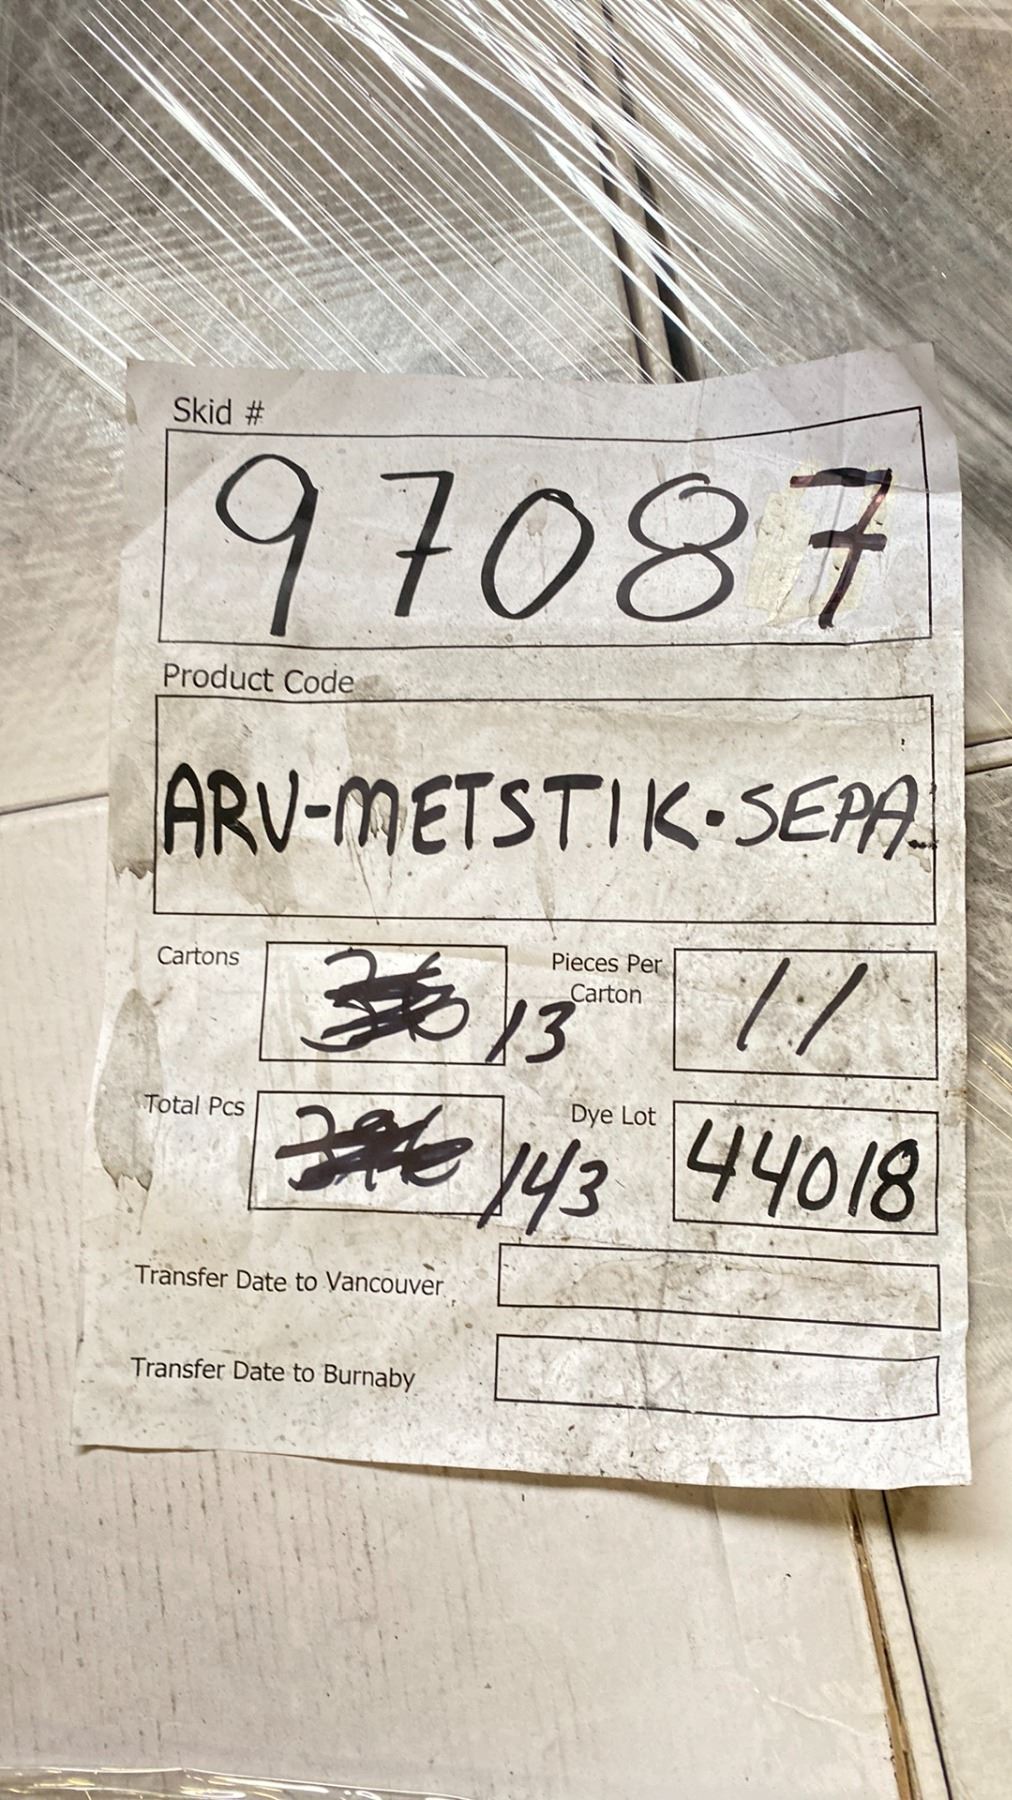 Skid #
97087
Product Code
ARV-METSTIK-SEPA
Cartons 13 Pieces Per Carton 11
Total Pcs 143 Dye Lot 44018
Transfer Date to Vancouver
Transfer Date to Burnaby